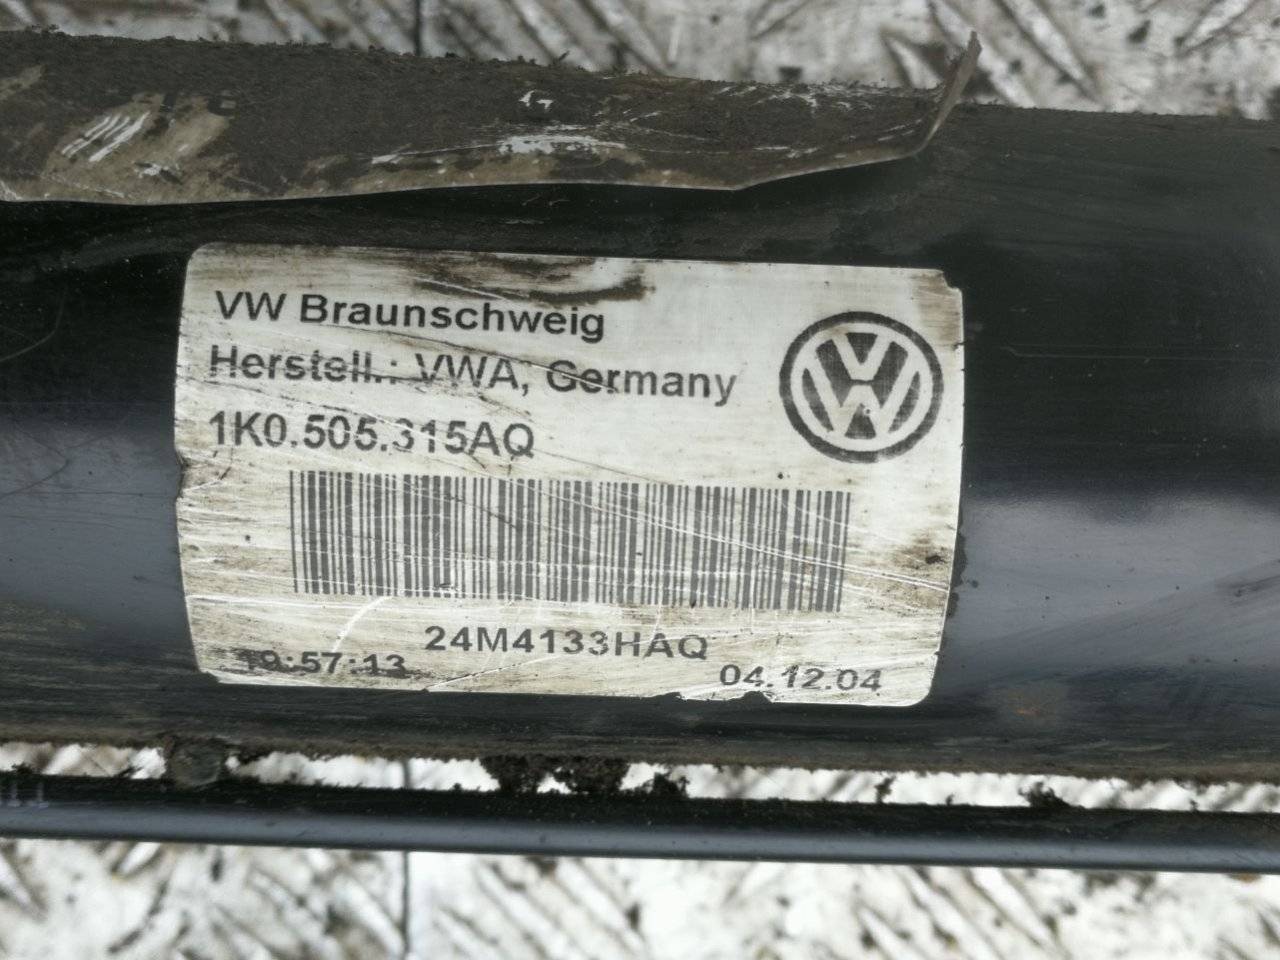 VW Braunschweig
Herstell.: VWA, Germany
1K0.505.315AQ
24M4133HAQ
19:57:13
04.12.04